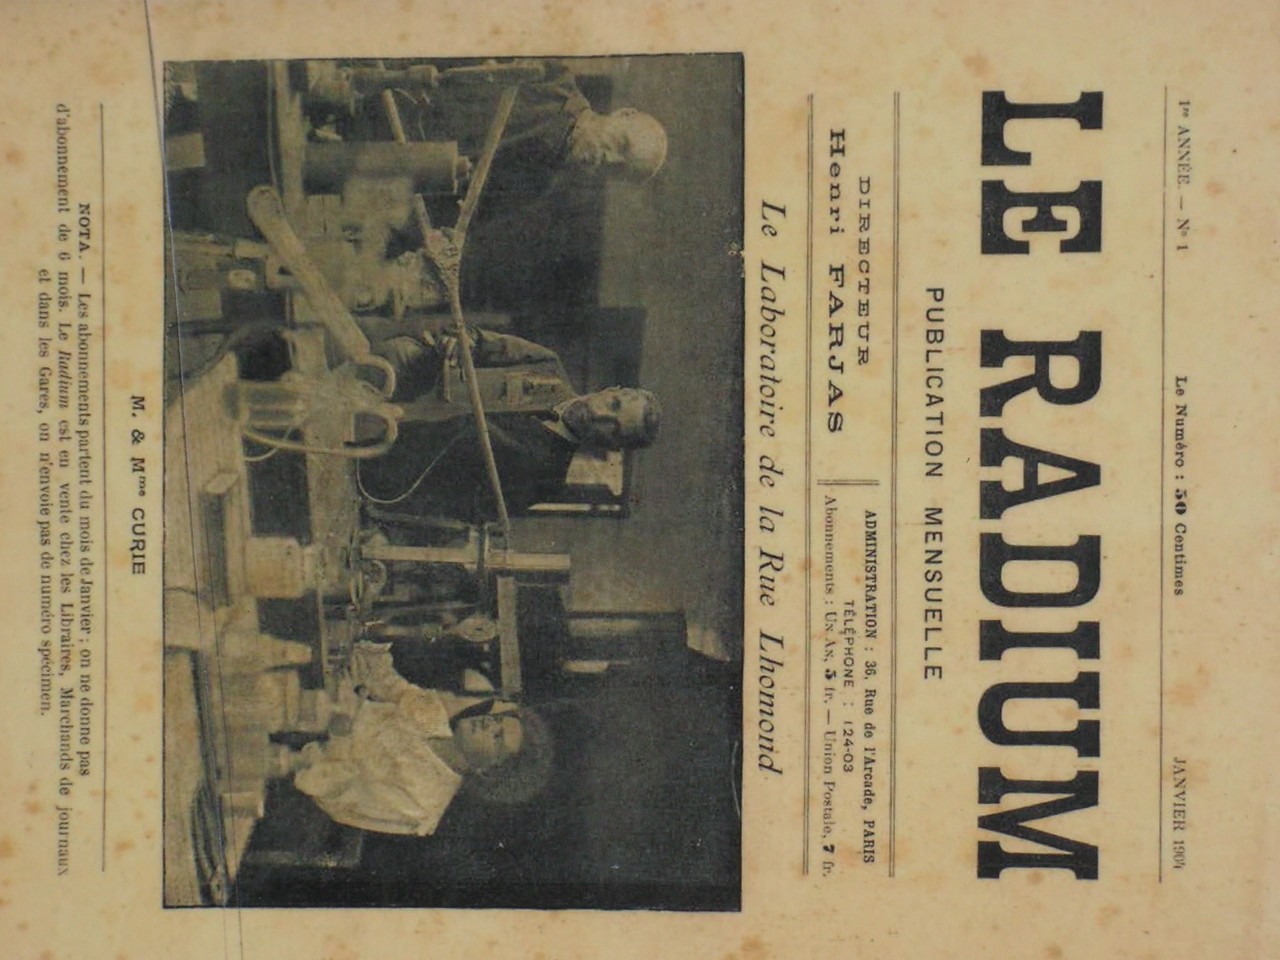 1re ANNÉE. — No 1
Le Numéro : 50 Centimes
JANVIER 1904
LE RADIUM
PUBLICATION MENSUELLE
DIRECTEUR
Henri FARJAS
ADMINISTRATION : 36, Rue de l'Arcade, PARIS
TÉLÉPHONE : 124-03
Abonnements : UN AN, 5 fr. — Union Postale, 7 fr.
Le Laboratoire de la Rue Lhomond
M. & Mme CURIE
NOTA. — Les abonnements partent du mois de Janvier ; on ne donne pas
d'abonnement de 6 mois. Le Radium est en vente chez les Libraires, Marchands de journaux
et dans les Gares, on n'envoie pas de numéro spécimen.